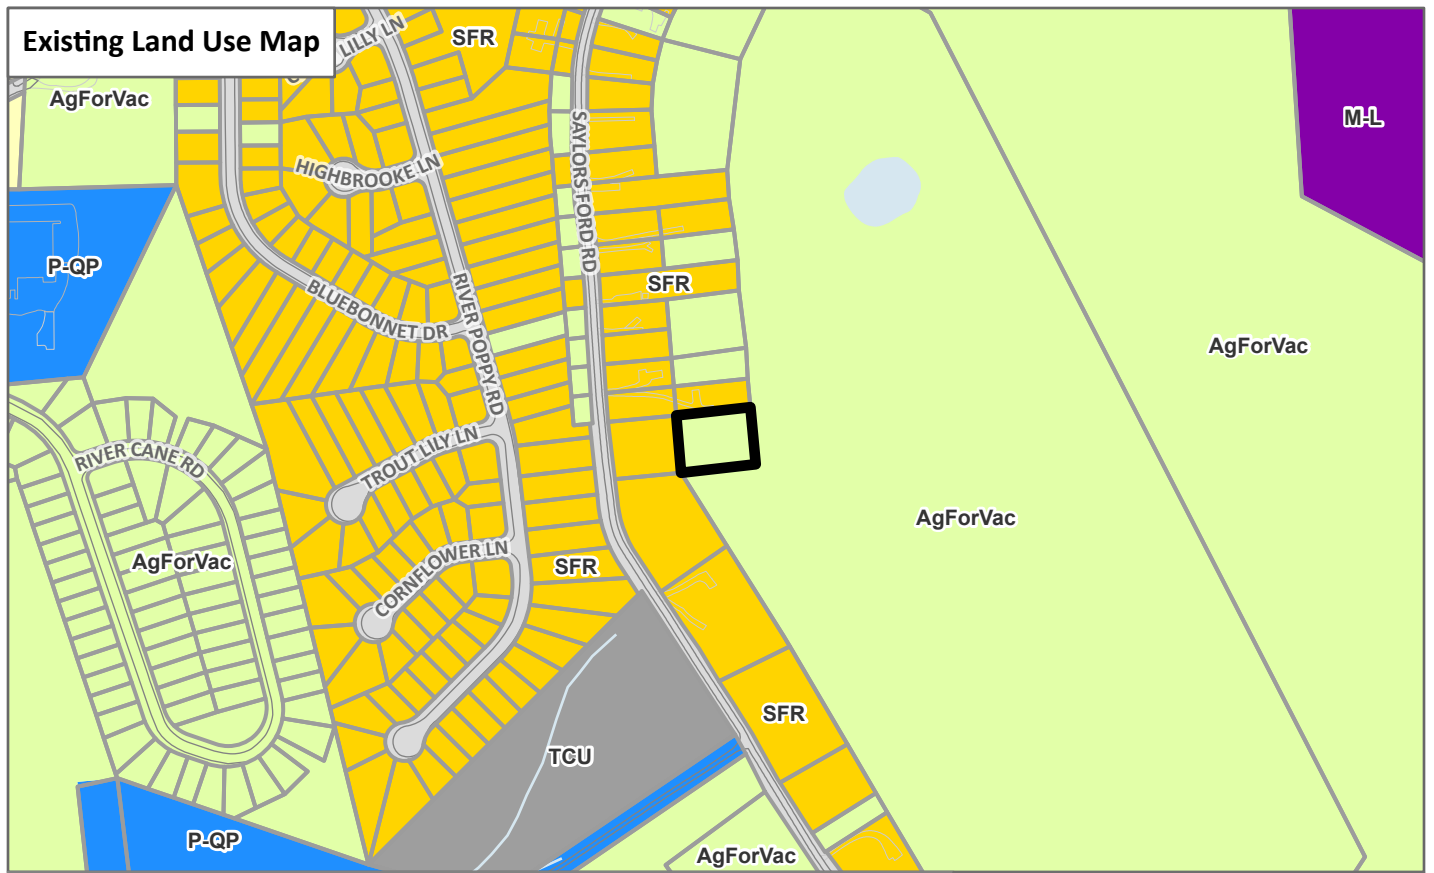 Existing Land Use Map
LILLY LN
SFR
AgForVac
M-L
SAYLORS FORD RD
HIGHBROOKE LN
P-QP
SFR
BLUEBONNET DR
RIVER POPPY RD
AgForVac
TROUT LILY LN
RIVER CANE RD
AgForVac
AgForVac
CORNFLOWER LN
SFR
SFR
TCU
P-QP
AgForVac